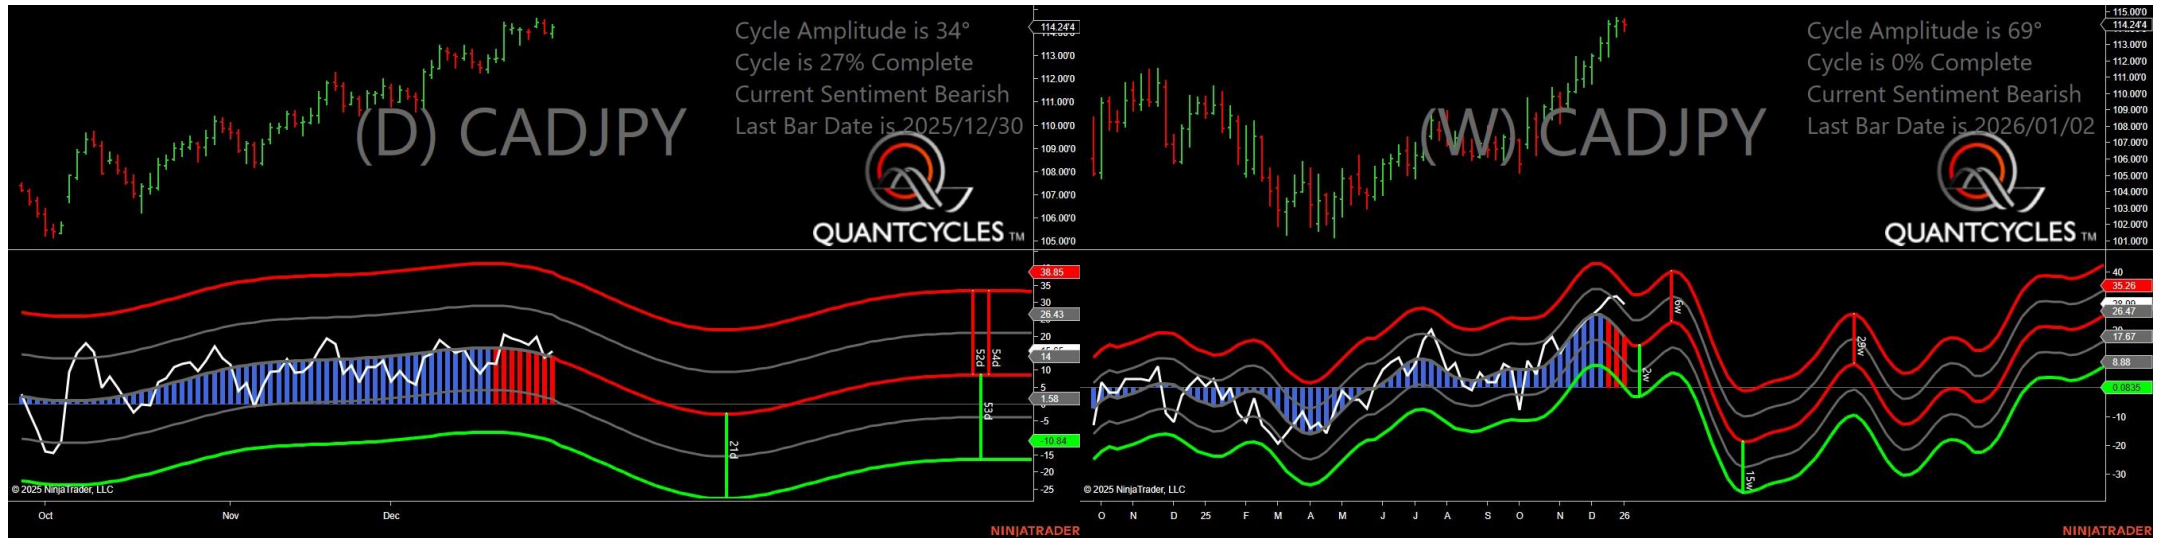 Cycle Amplitude is 34°
Cycle is 27% Complete
Current Sentiment Bearish
Last Bar Date is 2025/12/30
(D) CADJPY
QUANTCYCLES TM
114.24'4
113.00'0
112.00'0
111.00'0
110.00'0
109.00'0
108.00'0
107.00'0
106.00'0
105.00'0
38.85
35
30
26.43
20
14
10
5
1.58
-5
-10.84
-15
-20
-25
21d
52d
54d
53d
© 2025 NinjaTrader, LLC
Oct
Nov
Dec
NINJATRADER
Cycle Amplitude is 69°
Cycle is 0% Complete
Current Sentiment Bearish
Last Bar Date is 2026/01/02
(W) CADJPY
QUANTCYCLES TM
115.00'0
114.24'4
113.00'0
112.00'0
111.00'0
110.00'0
109.00'0
108.00'0
107.00'0
106.00'0
105.00'0
104.00'0
103.00'0
102.00'0
101.00'0
40
35.26
26.47
17.67
8.88
0.0835
-10
-20
-30
2w
6w
15w
© 2025 NinjaTrader, LLC
O
N
D
25
F
M
A
M
J
J
A
S
O
N
D
26
NINJATRADER